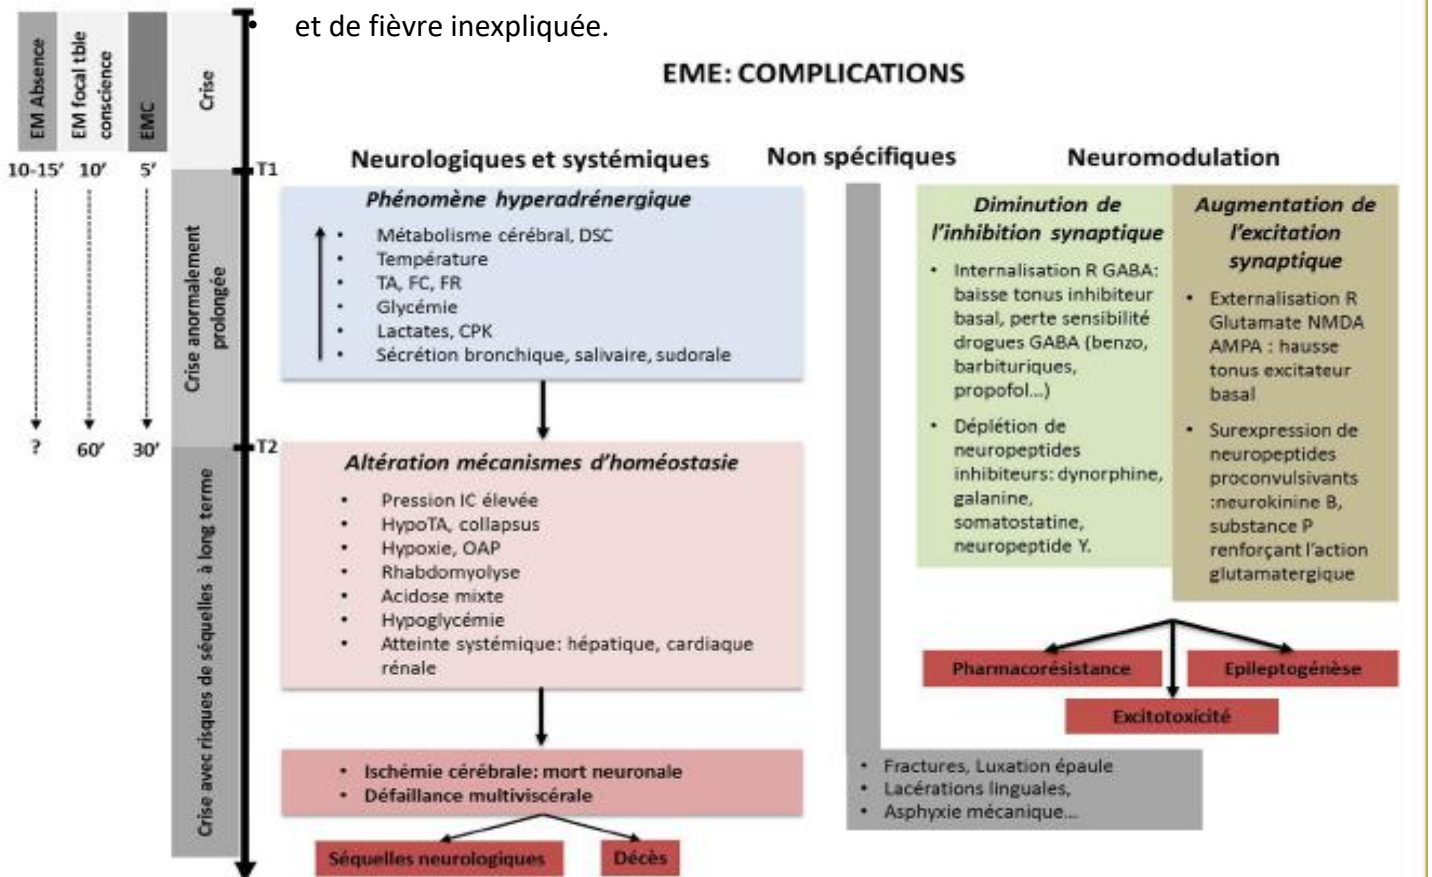 • et de fièvre inexpliquée.
EME: COMPLICATIONS
EM Absence
EM focal tble
conscience
EMC
Crise
10-15’ 10’ 5’
T1
Crise anormalement
prolongée
? 60’ 30’
T2
Crise avec risques de séquelles à long terme
Neurologiques et systémiques
Phénomène hyperadrénergique
• Métabolisme cérébral, DSC
• Température
• TA, FC, FR
• Glycémie
• Lactates, CPK
• Sécrétion bronchique, salivaire, sudorale
Altération mécanismes d’homéostasie
• Pression IC élevée
• HypoTA, collapsus
• Hypoxie, OAP
• Rhabdomyolyse
• Acidose mixte
• Hypoglycémie
• Atteinte systémique: hépatique, cardiaque
rénale
• Ischémie cérébrale: mort neuronale
• Défaillance multiviscérale
Séquelles neurologiques
Décès
Non spécifiques
• Fractures, Luxation épaule
• Lacérations linguales,
• Asphyxie mécanique...
Neuromodulation
Diminution de
l’inhibition synaptique
• Internalisation R GABA:
baisse tonus inhibiteur
basal, perte sensibilité
drogues GABA (benzo,
barbituriques,
propofol...)
• Déplétion de
neuropeptides
inhibiteurs: dynorphine,
galanine,
somatostatine,
neuropeptide Y.
Augmentation de
l’excitation
synaptique
• Externalisation R
Glutamate NMDA
AMPA : hausse
tonus excitateur
basal
• Surexpression de
neuropeptides
proconvulsivants
:neurokinine B,
substance P
renforçant l’action
glutamatergique
Pharmacorésistance
Epileptogénèse
Excitotoxicité